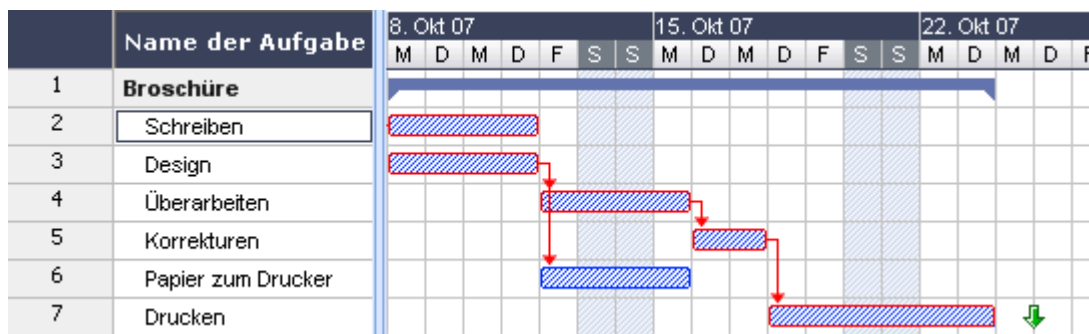 Name der Aufgabe
8. Okt 07 15. Okt 07 22. Okt 07
M D M D F S S M D M D F S S M D M D F
1 Broschüre
2 Schreiben
3 Design
4 Überarbeiten
5 Korrekturen
6 Papier zum Drucker
7 Drucken